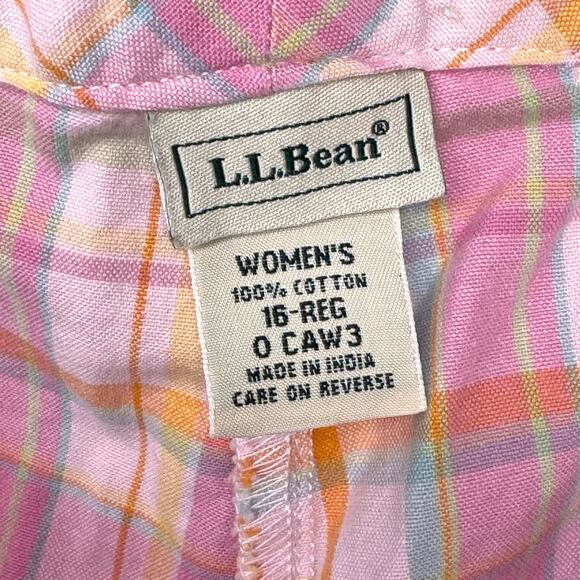 L.L.Bean®
WOMEN'S
100% COTTON
16-REG
0 CAW3
MADE IN INDIA
CARE ON REVERSE